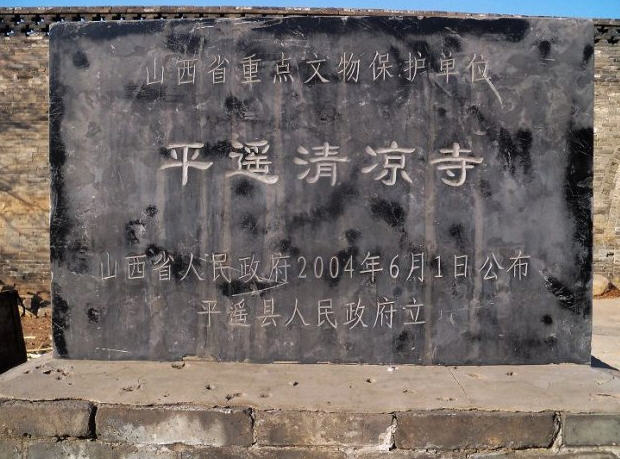 山西省重点文物保护单位
平遥清凉寺
山西省人民政府2004年6月1日公布
平遥县人民政府立